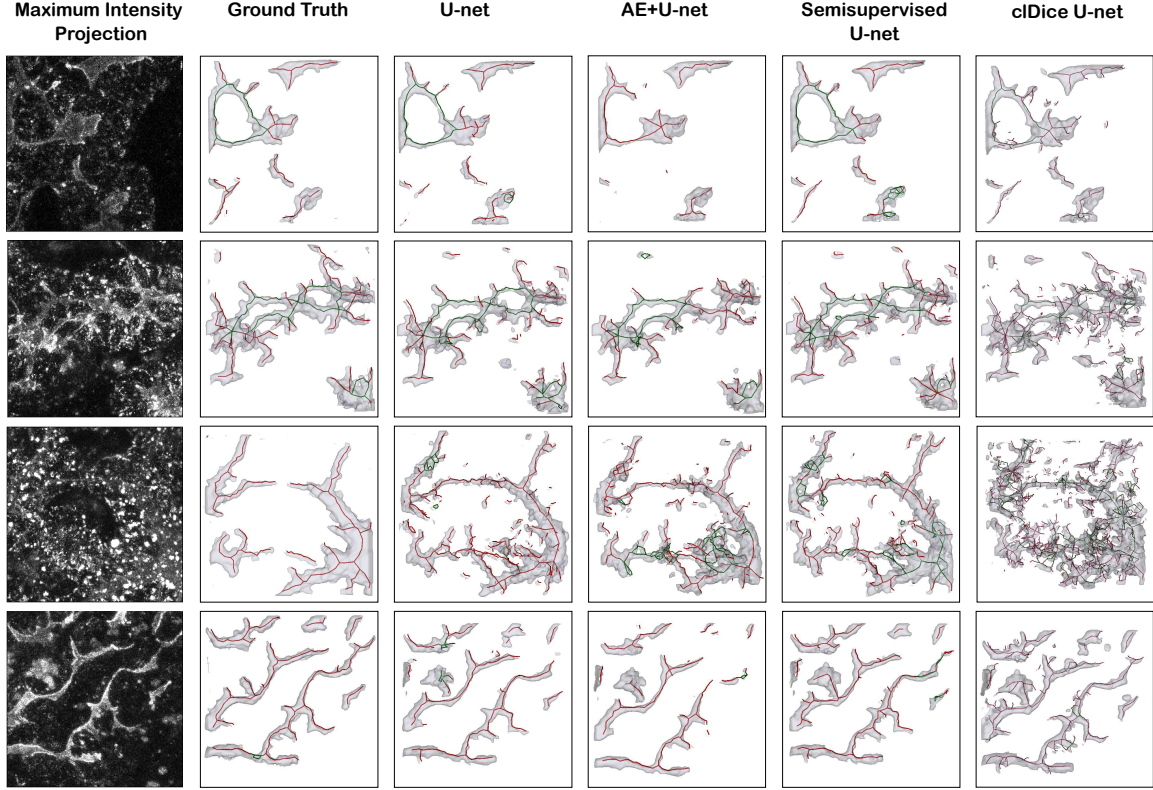 Maximum Intensity
Projection
Ground Truth
U-net
AE+U-net
Semisupervised
U-net
clDice U-net